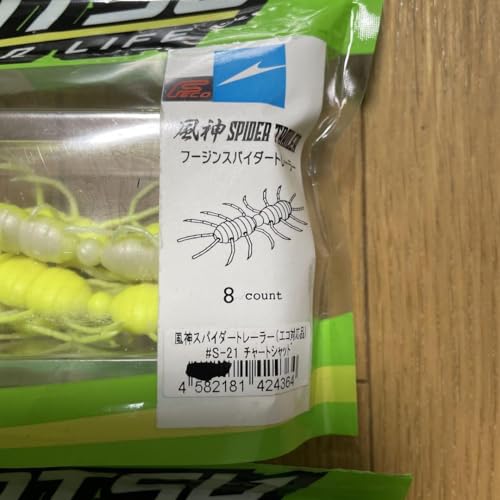 LIFE
ECO
風神 SPIDER TRAILER
フージンスパイダートレーラー
8 count
風神スパイダートレーラー(エコ対応品)
#S-21 チャートシャッド
4 582181 424364